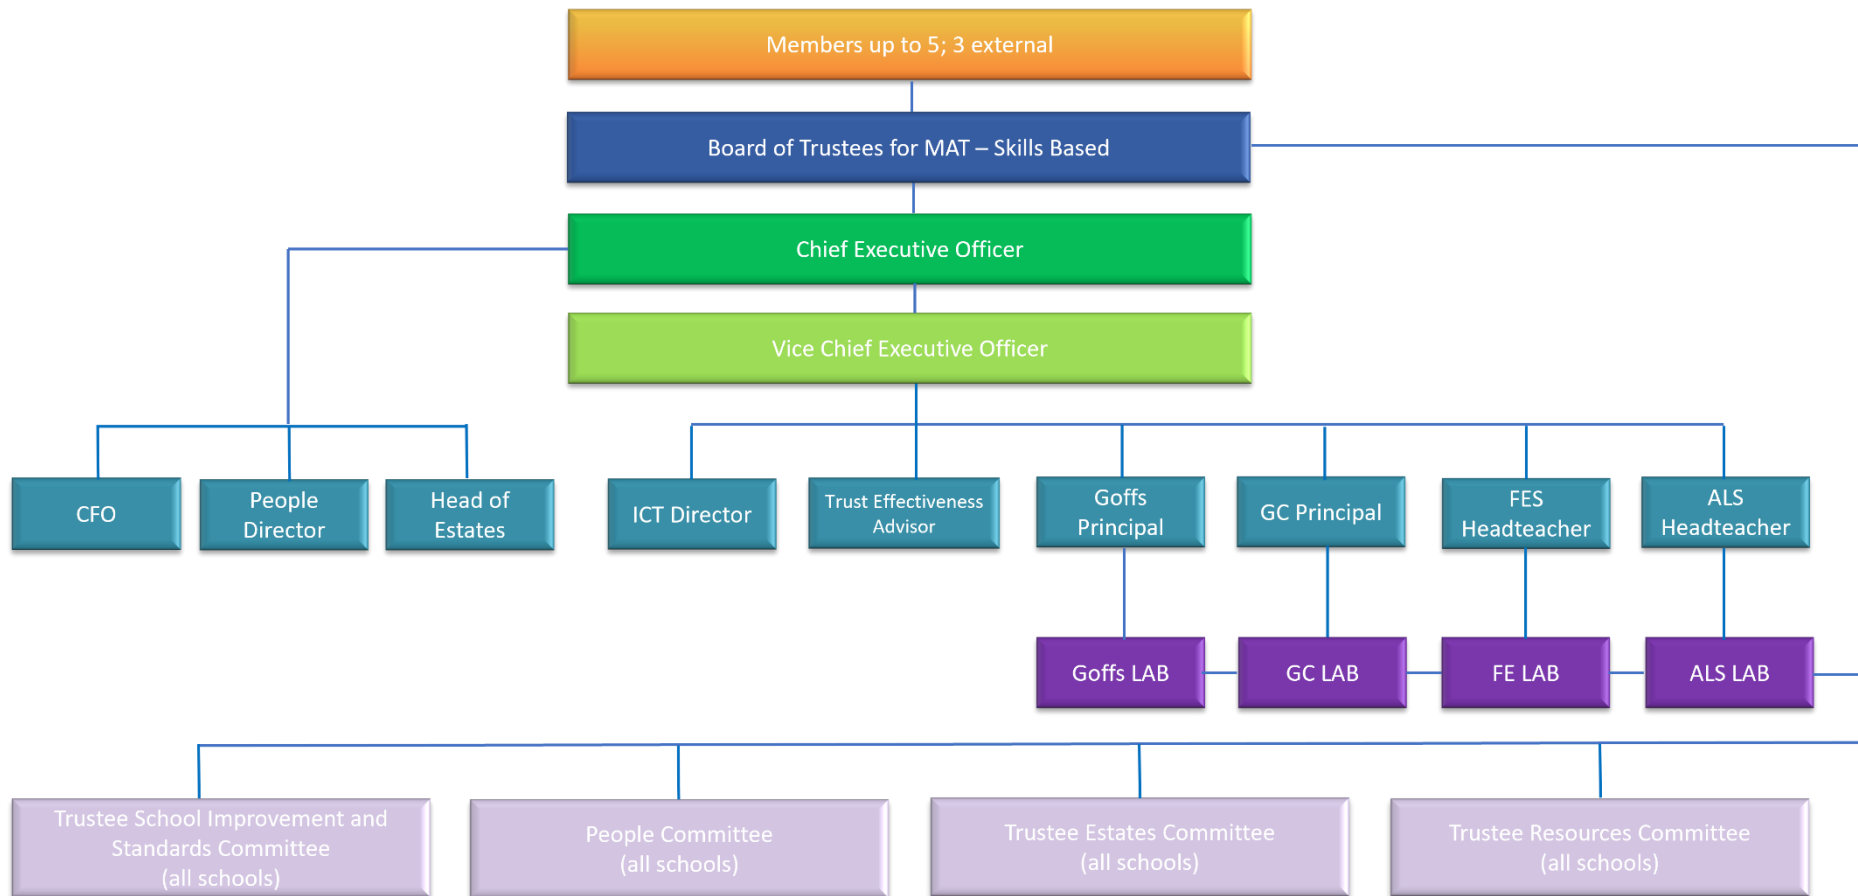 Members up to 5; 3 external
Board of Trustees for MAT – Skills Based
Chief Executive Officer
Vice Chief Executive Officer
CFO
People
Director
Head of
Estates
ICT Director
Trust Effectiveness
Advisor
Goffs
Principal
GC Principal
FES
Headteacher
ALS
Headteacher
Goffs LAB
GC LAB
FE LAB
ALS LAB
Trustee School Improvement and
Standards Committee
(all schools)
People Committee
(all schools)
Trustee Estates Committee
(all schools)
Trustee Resources Committee
(all schools)